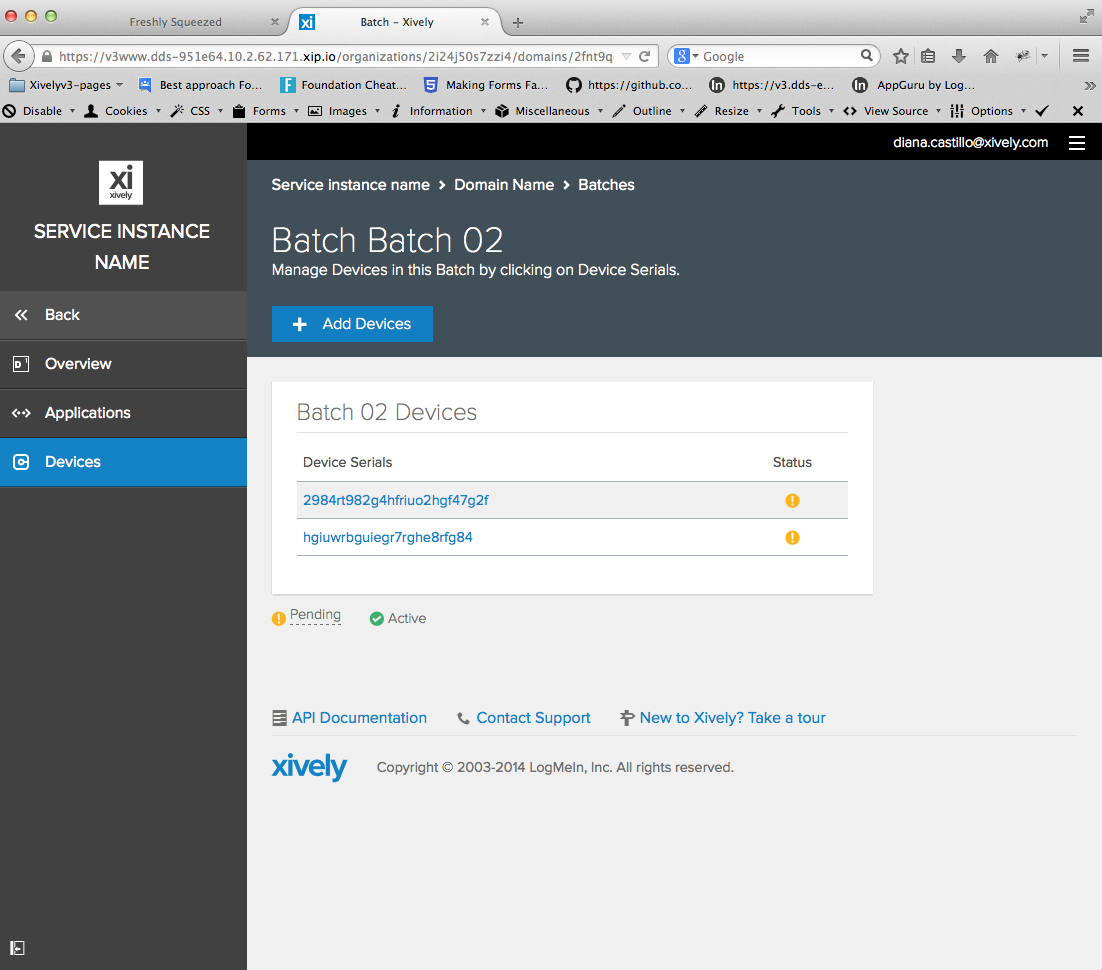 Freshly Squeezed
xi Batch – Xively
https://v3www.dds-951e64.10.2.62.171.xip.io/organizations/2i24j50s7zzi4/domains/2fnt9q
8 Google
Xivelyv3-pages Best approach Fo... Foundation Cheat... Making Forms Fa... https://github.co... https://v3.dds-e... AppGuru by Log...
Disable Cookies CSS Forms Images Information Miscellaneous Outline Resize Tools View Source Options
diana.castillo@xively.com
xi
xively
SERVICE INSTANCE
NAME
Back
Overview
Applications
Devices
Service instance name > Domain Name > Batches
Batch Batch 02
Manage Devices in this Batch by clicking on Device Serials.
+ Add Devices
Batch 02 Devices
Device Serials Status
2984rt982g4hfriuo2hgf47g2f
hgiuwrbguiegr7rghe8rfg84
Pending Active
API Documentation Contact Support New to Xively? Take a tour
xively Copyright © 2003-2014 LogMeIn, Inc. All rights reserved.